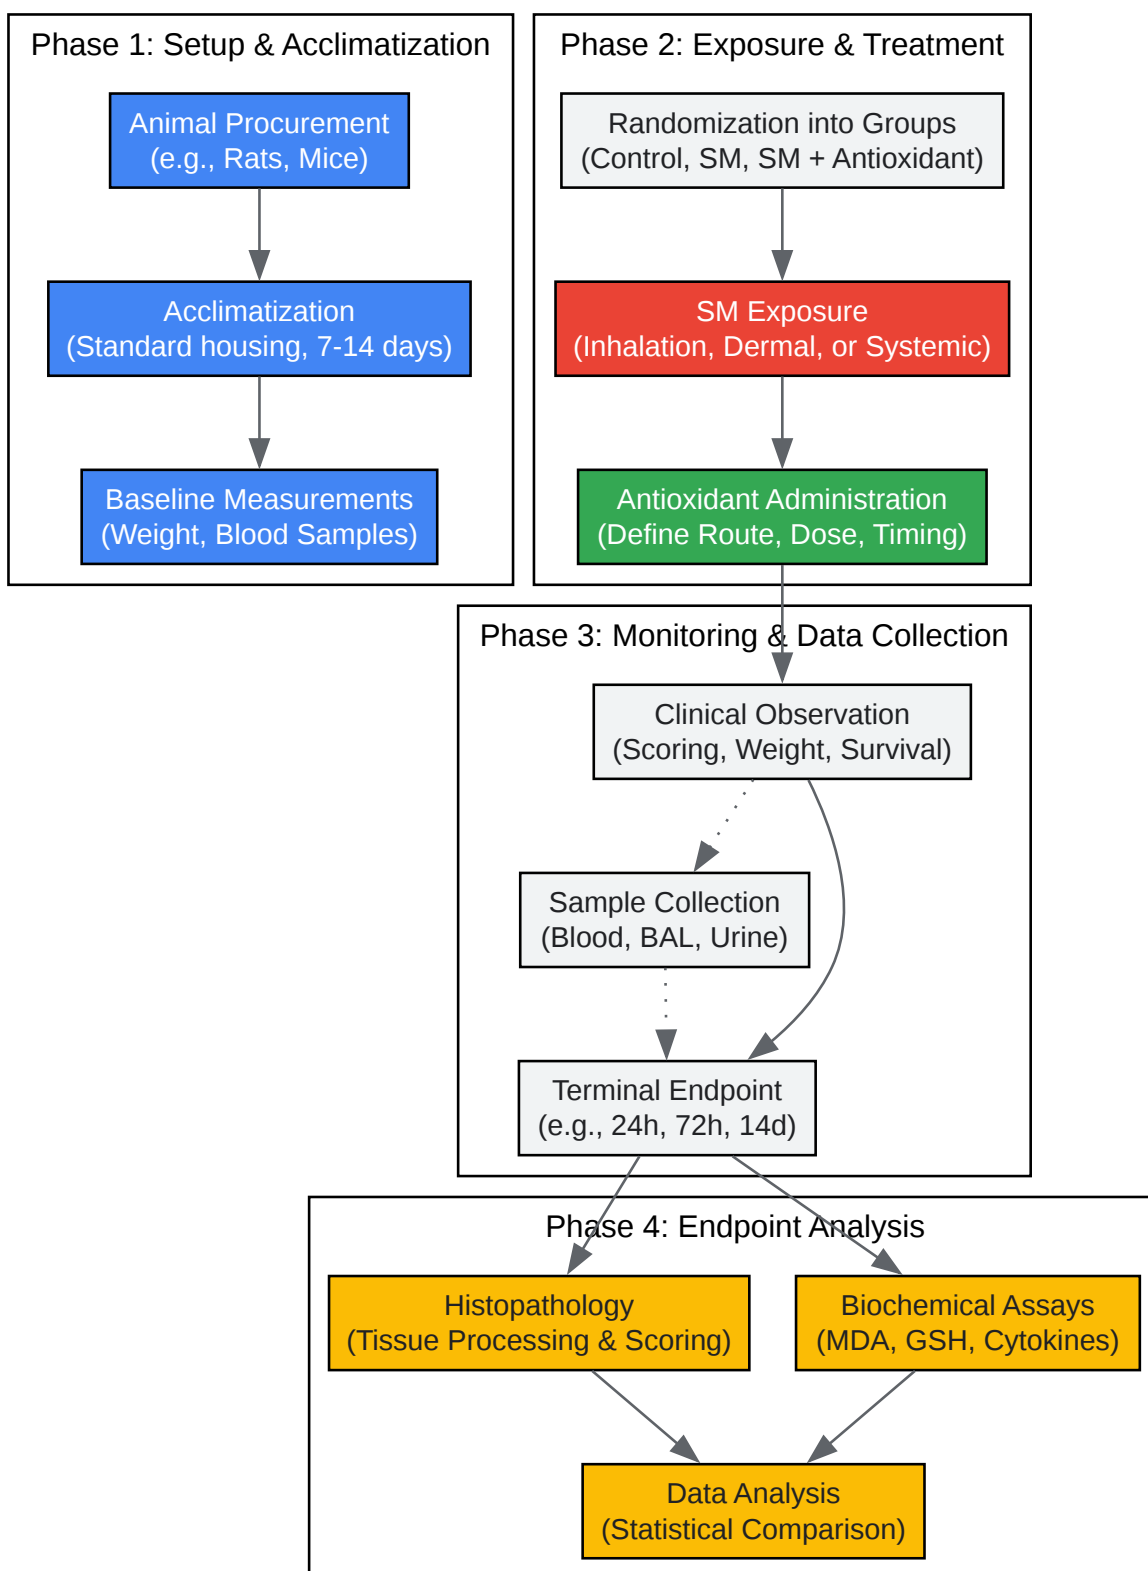 Phase 1: Setup & Acclimatization
Animal Procurement
(e.g., Rats, Mice)
Acclimatization
(Standard housing, 7-14 days)
Baseline Measurements
(Weight, Blood Samples)
Phase 2: Exposure & Treatment
Randomization into Groups
(Control, SM, SM + Antioxidant)
SM Exposure
(Inhalation, Dermal, or Systemic)
Antioxidant Administration
(Define Route, Dose, Timing)
Phase 3: Monitoring & Data Collection
Clinical Observation
(Scoring, Weight, Survival)
Sample Collection
(Blood, BAL, Urine)
Terminal Endpoint
(e.g., 24h, 72h, 14d)
Phase 4: Endpoint Analysis
Histopathology
(Tissue Processing & Scoring)
Biochemical Assays
(MDA, GSH, Cytokines)
Data Analysis
(Statistical Comparison)